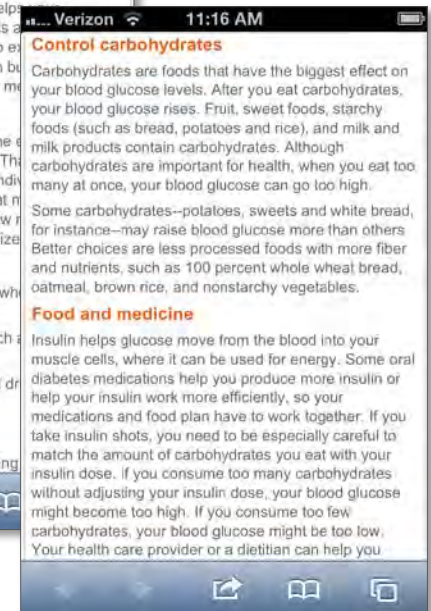 Verizon 11:16 AM
Control carbohydrates
Carbohydrates are foods that have the biggest effect on
your blood glucose levels. After you eat carbohydrates,
your blood glucose rises. Fruit, sweet foods, starchy
foods (such as bread, potatoes and rice), and milk and
milk products contain carbohydrates. Although
carbohydrates are important for health, when you eat too
many at once, your blood glucose can go too high.
Some carbohydrates--potatoes, sweets and white bread,
for instance--may raise blood glucose more than others
Better choices are less processed foods with more fiber
and nutrients, such as 100 percent whole wheat bread,
oatmeal, brown rice, and nonstarchy vegetables.
Food and medicine
Insulin helps glucose move from the blood into your
muscle cells, where it can be used for energy. Some oral
diabetes medications help you produce more insulin or
help your insulin work more efficiently, so your
medications and food plan have to work together. If you
take insulin shots, you need to be especially careful to
match the amount of carbohydrates you eat with your
insulin dose. If you consume too many carbohydrates
without adjusting your insulin dose, your blood glucose
might become too high. If you consume too few
carbohydrates, your blood glucose might be too low.
Your health care provider or a dietitian can help you